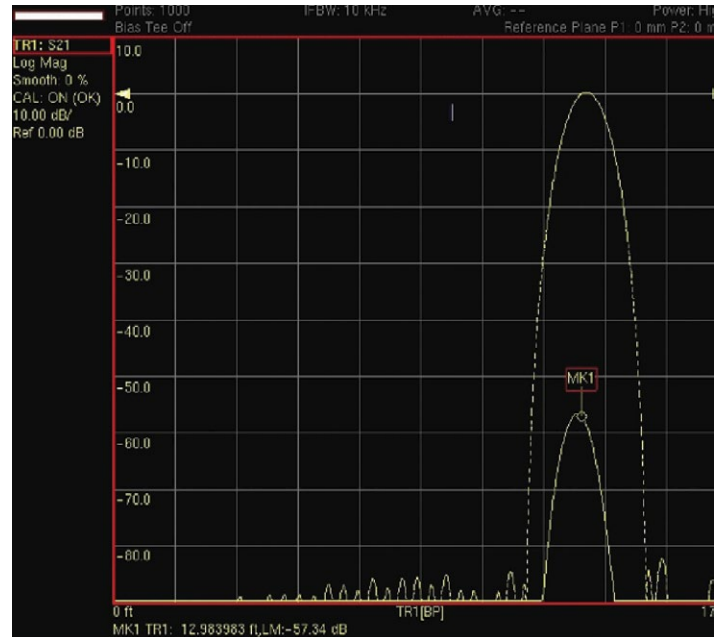 Points: 1000 IFBW: 10 kHz AVG: -- Power:
Bias Tee Off Reference Plane P1: 0 mm P2: 0
TR1: S21
Log Mag
Smooth: 0 %
CAL: ON (OK)
10.00 dB/
Ref 0.00 dB
10.0
0.0
-10.0
-20.0
-30.0
-40.0
-50.0
MK1
-60.0
-70.0
-80.0
0 ft TR1[BP] 17
MK1 TR1: 12.983983 ft,LM:-57.34 dB